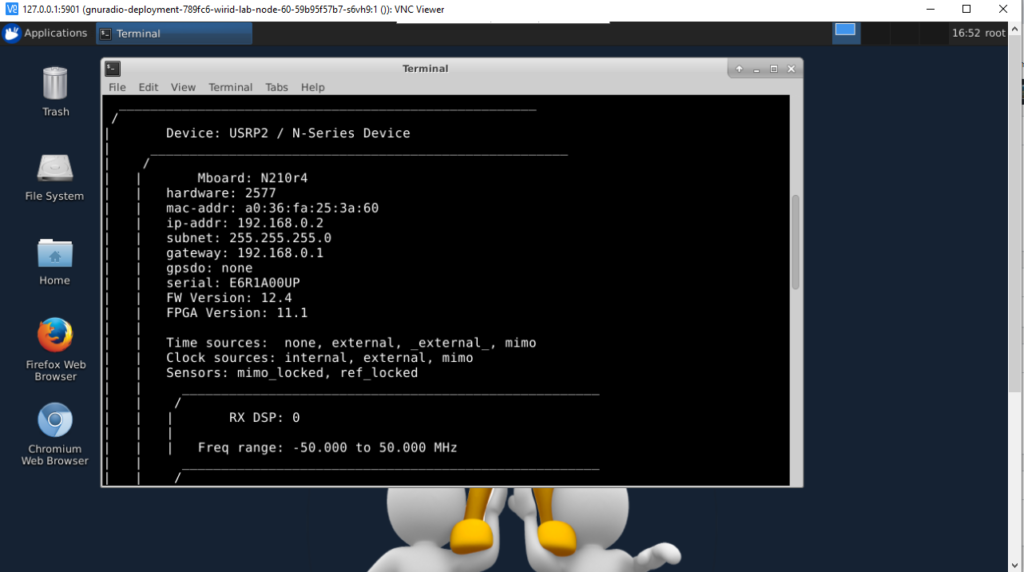 127.0.0.1:5901 (gnuradio-deployment-789fc6-wirid-lab-node-60-59b95f57b7-s6vh9:1 ()): VNC Viewer
Applications
Terminal
16:52 root
Trash
File System
Home
Firefox Web
Browser
Chromium
Web Browser
Terminal
File Edit View Terminal Tabs Help
Device: USRP2 / N-Series Device
Mboard: N210r4
hardware: 2577
mac-addr: a0:36:fa:25:3a:60
ip-addr: 192.168.0.2
subnet: 255.255.255.0
gateway: 192.168.0.1
gpsdo: none
serial: E6R1A00UP
FW Version: 12.4
FPGA Version: 11.1
Time sources:  none, external, _external_, mimo
Clock sources: internal, external, mimo
Sensors: mimo_locked, ref_locked
RX DSP: 0
Freq range: -50.000 to 50.000 MHz